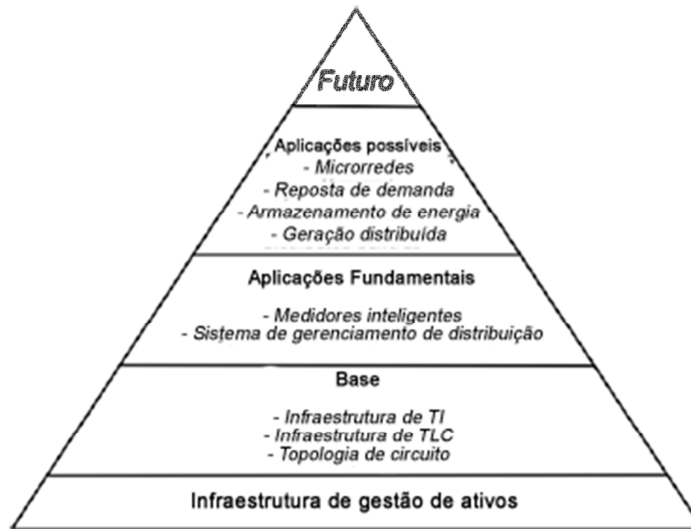 Futuro
Aplicações possíveis
- Microrredes
- Reposta de demanda
- Armazenamento de energia
- Geração distribuída
Aplicações Fundamentais
- Medidores inteligentes
- Sistema de gerenciamento de distribuição
Base
- Infraestrutura de TI
- Infraestrutura de TLC
- Topologia de circuito
Infraestrutura de gestão de ativos